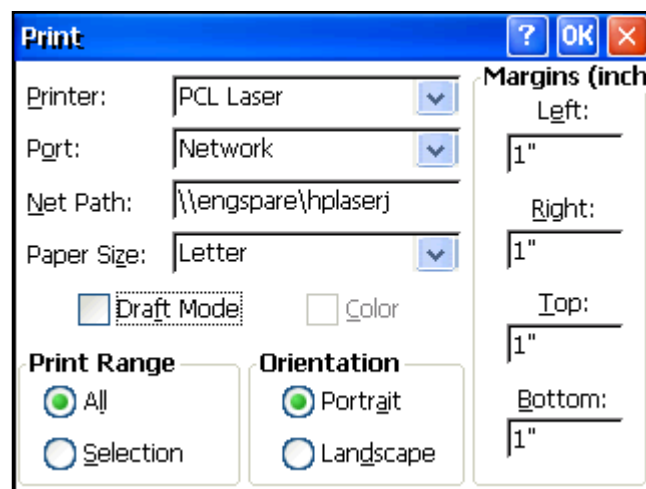 Print ? OK ×
Printer: PCL Laser
Port: Network
Net Path: \\engspare\hplaserj
Paper Size: Letter
Draft Mode Color
Print Range
All
Selection
Orientation
Portrait
Landscape
Margins (inch
Left:
1"
Right:
1"
Top:
1"
Bottom:
1"